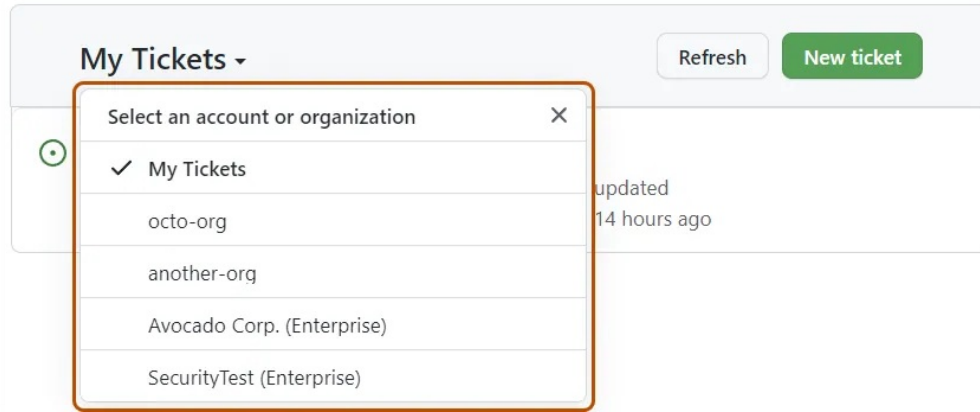 My Tickets
Refresh
New ticket
Select an account or organization
My Tickets
octo-org
another-org
Avocado Corp. (Enterprise)
SecurityTest (Enterprise)
updated
14 hours ago